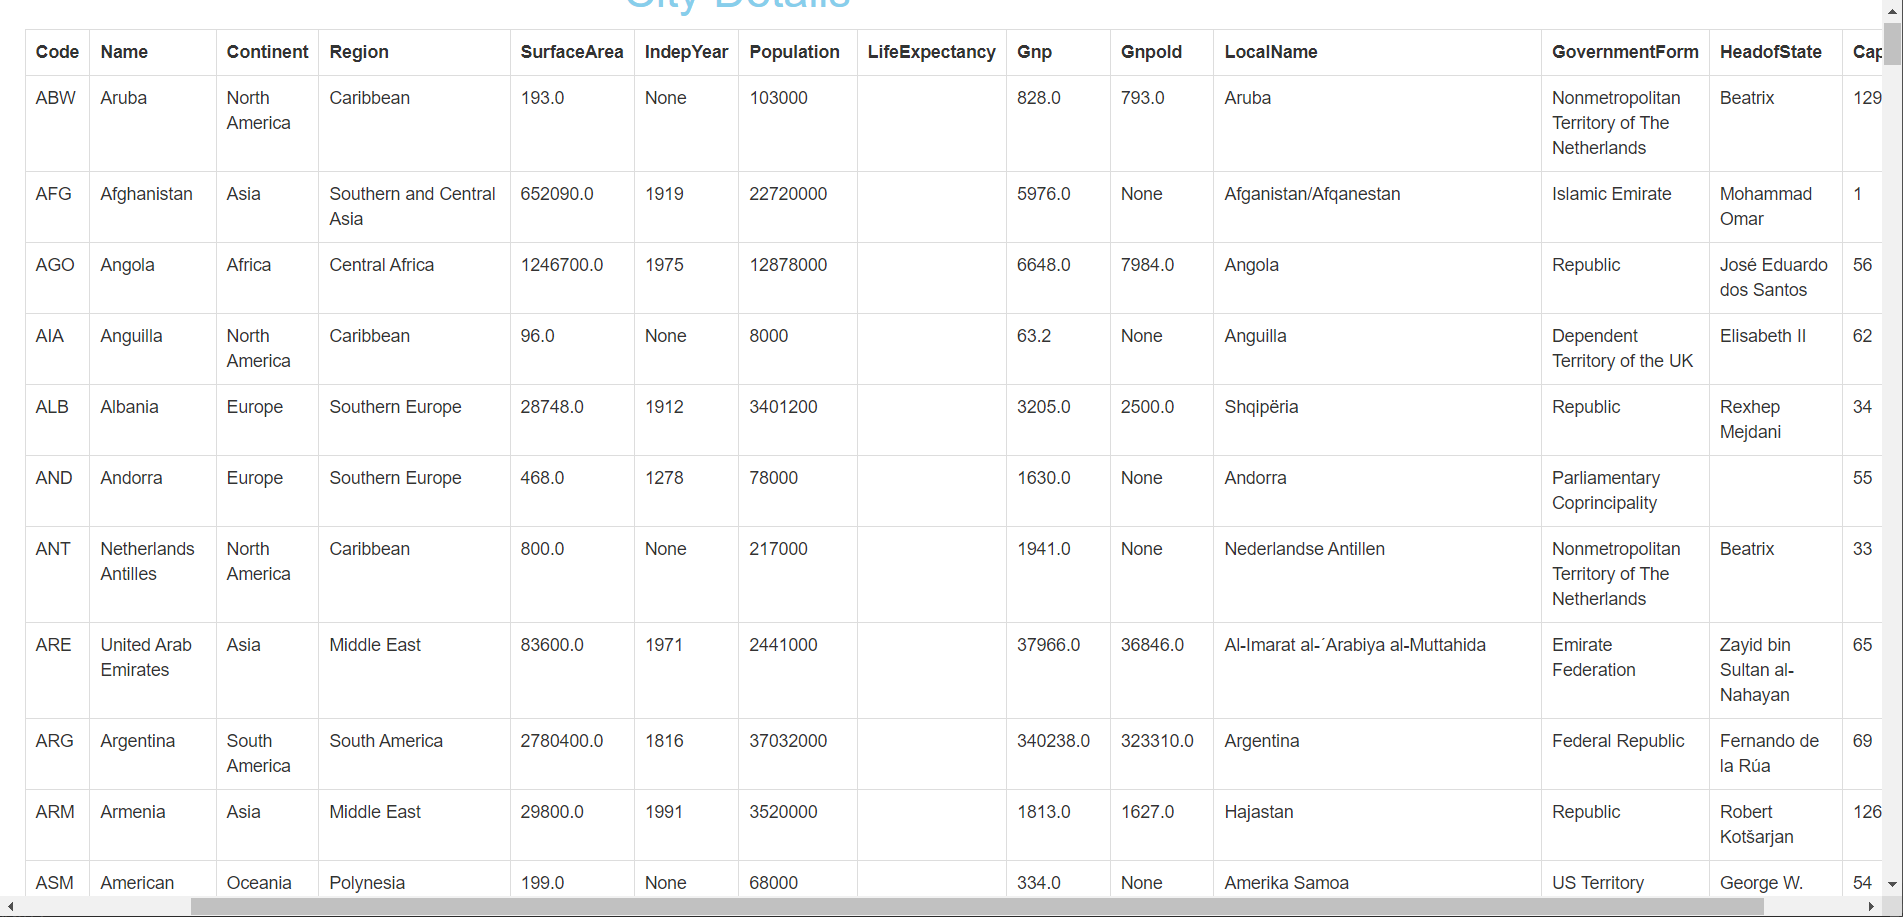 City Details
Code Name Continent Region SurfaceArea IndepYear Population LifeExpectancy Gnp Gnpold LocalName GovernmentForm HeadofState Cap
ABW Aruba North Caribbean 193.0 None 103000 828.0 793.0 Aruba Nonmetropolitan Beatrix 129
America Territory of The
Netherlands
AFG Afghanistan Asia Southern and Central 652090.0 1919 22720000 5976.0 None Afganistan/Afqanestan Islamic Emirate Mohammad 1
Asia Omar
AGO Angola Africa Central Africa 1246700.0 1975 12878000 6648.0 7984.0 Angola Republic José Eduardo 56
dos Santos
AIA Anguilla North Caribbean 96.0 None 8000 63.2 None Anguilla Dependent Elisabeth II 62
America Territory of the UK
ALB Albania Europe Southern Europe 28748.0 1912 3401200 3205.0 2500.0 Shqipëria Republic Rexhep 34
Mejdani
AND Andorra Europe Southern Europe 468.0 1278 78000 1630.0 None Andorra Parliamentary 55
Coprincipality
ANT Netherlands North Caribbean 800.0 None 217000 1941.0 None Nederlandse Antillen Nonmetropolitan Beatrix 33
Antilles America Territory of The
Netherlands
ARE United Arab Asia Middle East 83600.0 1971 2441000 37966.0 36846.0 Al-Imarat al-´Arabiya al-Muttahida Emirate Zayid bin 65
Emirates Federation Sultan al-
Nahayan
ARG Argentina South South America 2780400.0 1816 37032000 340238.0 323310.0 Argentina Federal Republic Fernando de 69
America la Rúa
ARM Armenia Asia Middle East 29800.0 1991 3520000 1813.0 1627.0 Hajastan Republic Robert 126
Kotšarjan
ASM American Oceania Polynesia 199.0 None 68000 334.0 None Amerika Samoa US Territory George W. 54